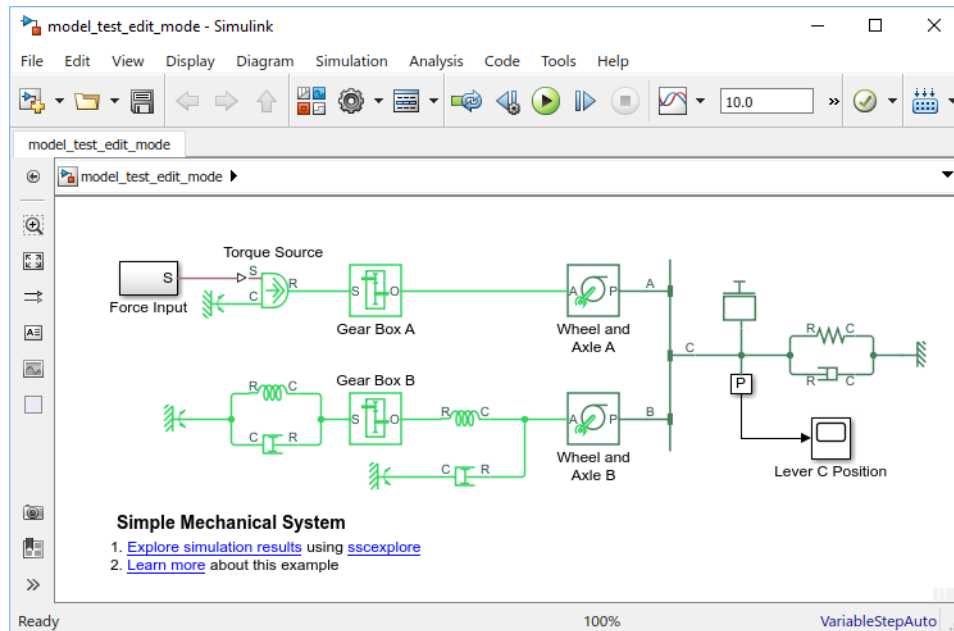 model_test_edit_mode - Simulink
File Edit View Display Diagram Simulation Analysis Code Tools Help
10.0 »
model_test_edit_mode
model_test_edit_mode
Torque Source
S S C R
Force Input
S O
Gear Box A
A P
Wheel and
Axle A
A
C
R C
R C
Gear Box B
R C
C R
S O
R C
A P
B
P
C R
Wheel and
Axle B
Lever C Position
Simple Mechanical System
1. Explore simulation results using sscexplore
2. Learn more about this example
Ready 100% VariableStepAuto